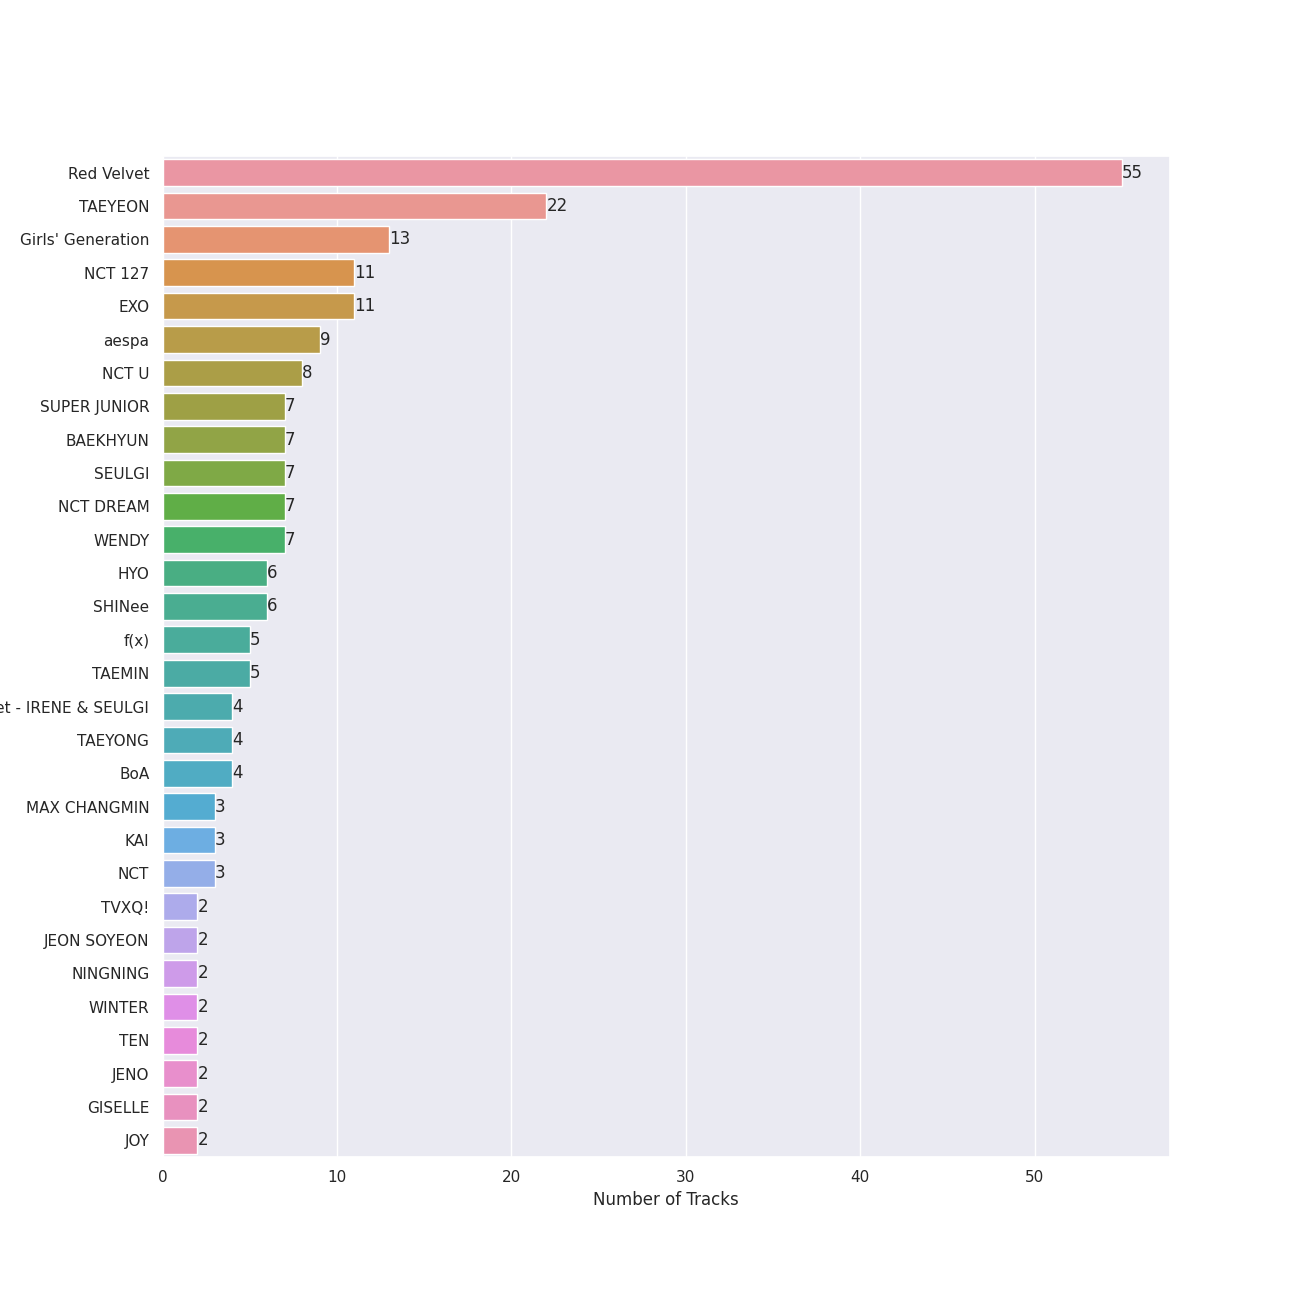 Red Velvet 55
TAEYEON 22
Girls' Generation 13
NCT 127 11
EXO 11
aespa 9
NCT U 8
SUPER JUNIOR 7
BAEKHYUN 7
SEULGI 7
NCT DREAM 7
WENDY 7
HYO 6
SHINee 6
f(x) 5
TAEMIN 5
et - IRENE & SEULGI 4
TAEYONG 4
BoA 4
MAX CHANGMIN 3
KAI 3
NCT 3
TVXQ! 2
JEON SOYEON 2
NINGNING 2
WINTER 2
TEN 2
JENO 2
GISELLE 2
JOY 2
0 10 20 30 40 50
Number of Tracks